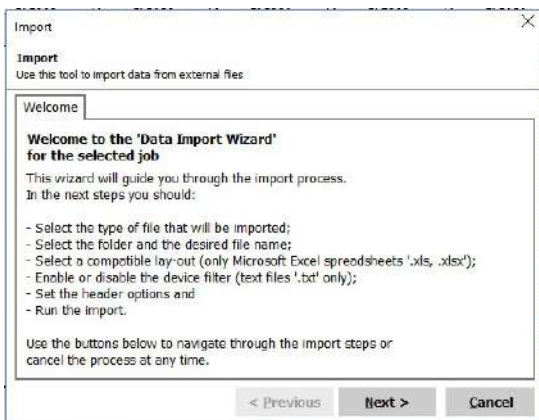 Import
Import
Use this tool to import data from external files
Welcome
Welcome to the 'Data Import Wizard'
for the selected job
This wizard will guide you through the import process.
In the next steps you should:
- Select the type of file that will be imported;
- Select the folder and the desired file name;
- Select a compatible lay-out (only Microsoft Excel spreadsheets '.xls, .xlsx');
- Enable or disable the device filter (text files '.txt' only);
- Set the header options and
- Run the import.
Use the buttons below to navigate through the import steps or
cancel the process at any time.
< Previous Next > Cancel